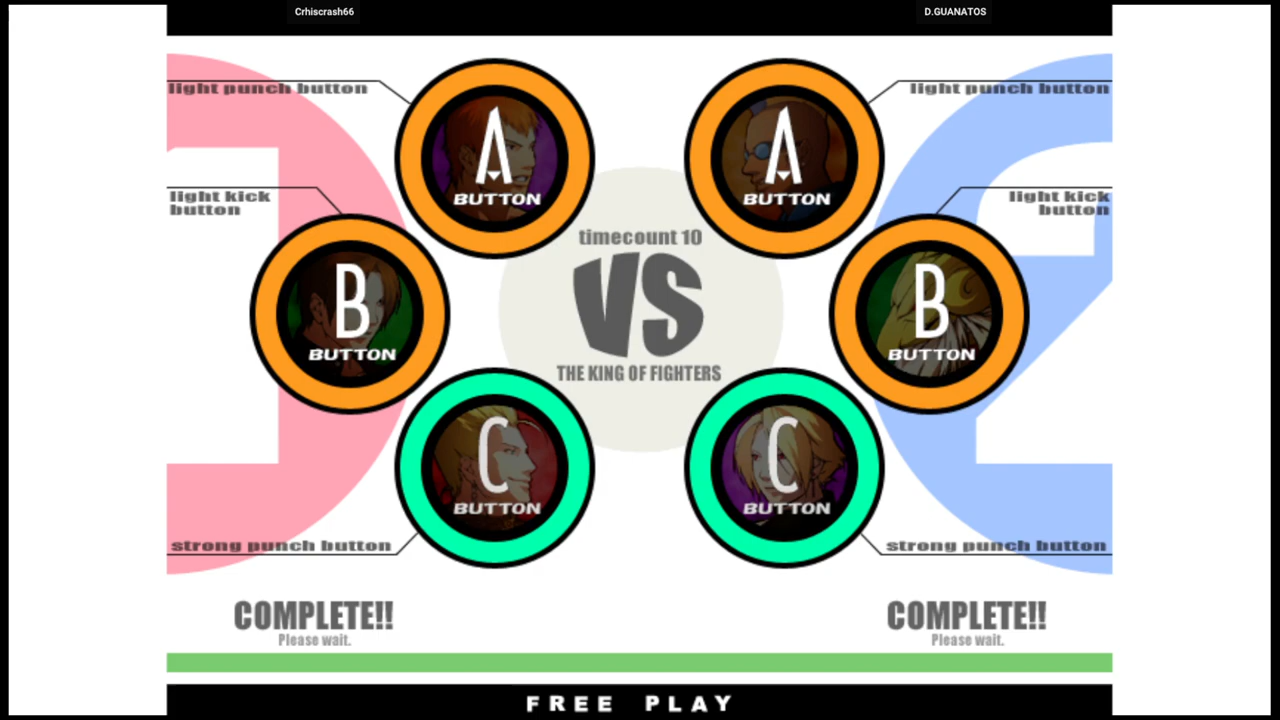 Crhiscrash66
D.GUANATOS
light punch button
A
BUTTON
A
BUTTON
light punch button
light kick
button
light kick
button
timecount 10
VS
THE KING OF FIGHTERS
B
BUTTON
B
BUTTON
C
BUTTON
C
BUTTON
strong punch button
strong punch button
COMPLETE!!
Please wait.
COMPLETE!!
Please wait.
FREE PLAY